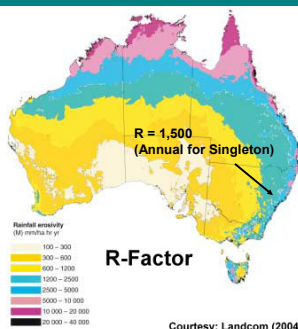 R = 1,500
(Annual for Singleton)
R-Factor
Rainfall erosivity
(M) mm/ha.hr yr
100 – 300
300 – 600
600 – 1200
1200 – 2500
2500 – 5000
5000 – 10 000
10 000 – 20 000
20 000 – 40 000
Courtesy: Landcom (2004